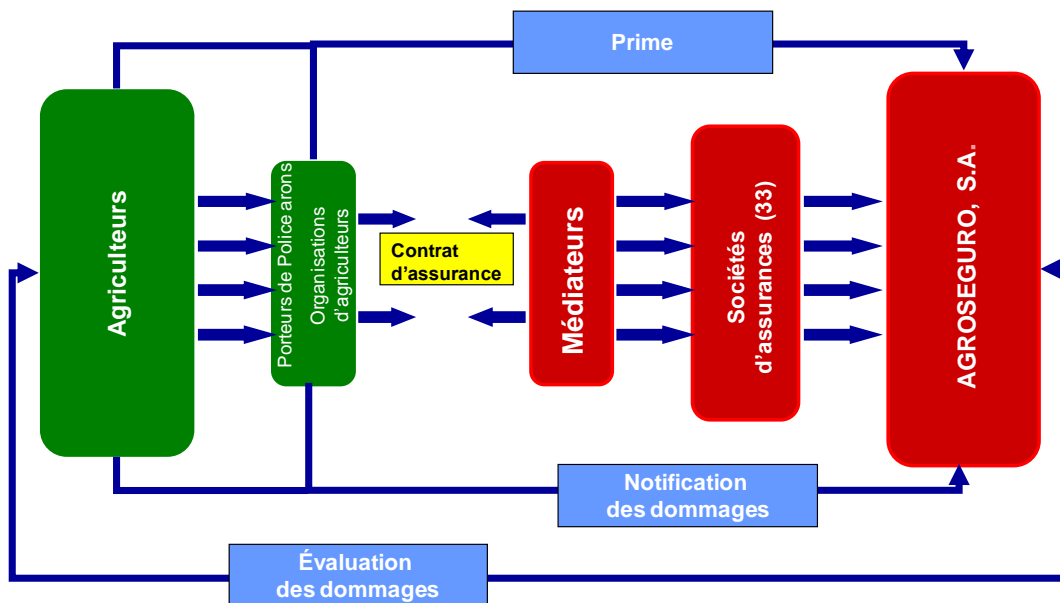 Prime
Agriculteurs
Porteurs de Police arons
Organisations
d'agriculteurs
Contrat
d'assurance
Médiateurs
Sociétés
d'assurances (33)
AGROSEGURO, S.A.
Notification
des dommages
Évaluation
des dommages